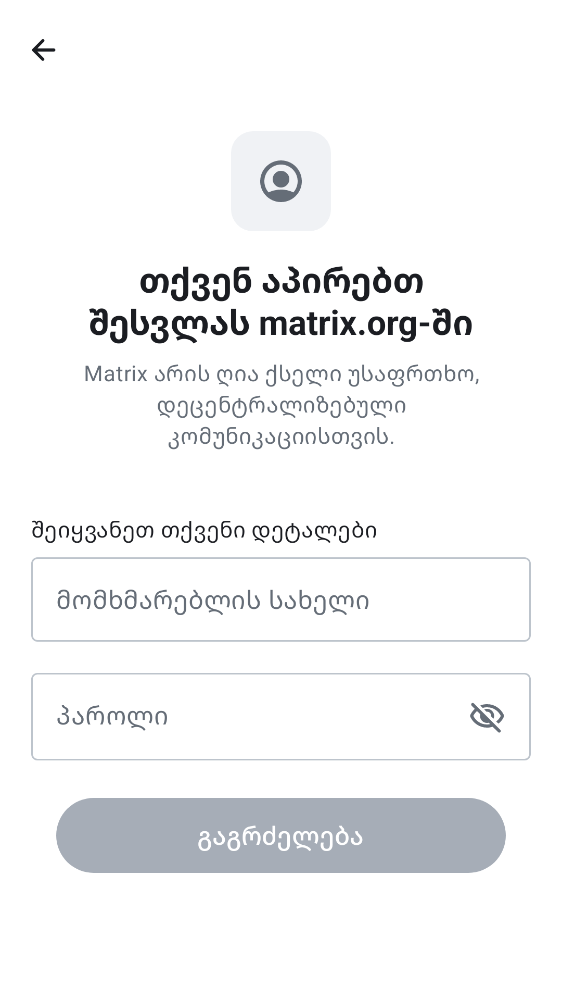 თქვენ აპირებთ
შესვლას matrix.org-ში
Matrix არის ღია ქსელი უსაფრთხო,
დეცენტრალიზებული
კომუნიკაციისთვის.
შეიყვანეთ თქვენი დეტალები
მომხმარებლის სახელი
პაროლი
გაგრძელება